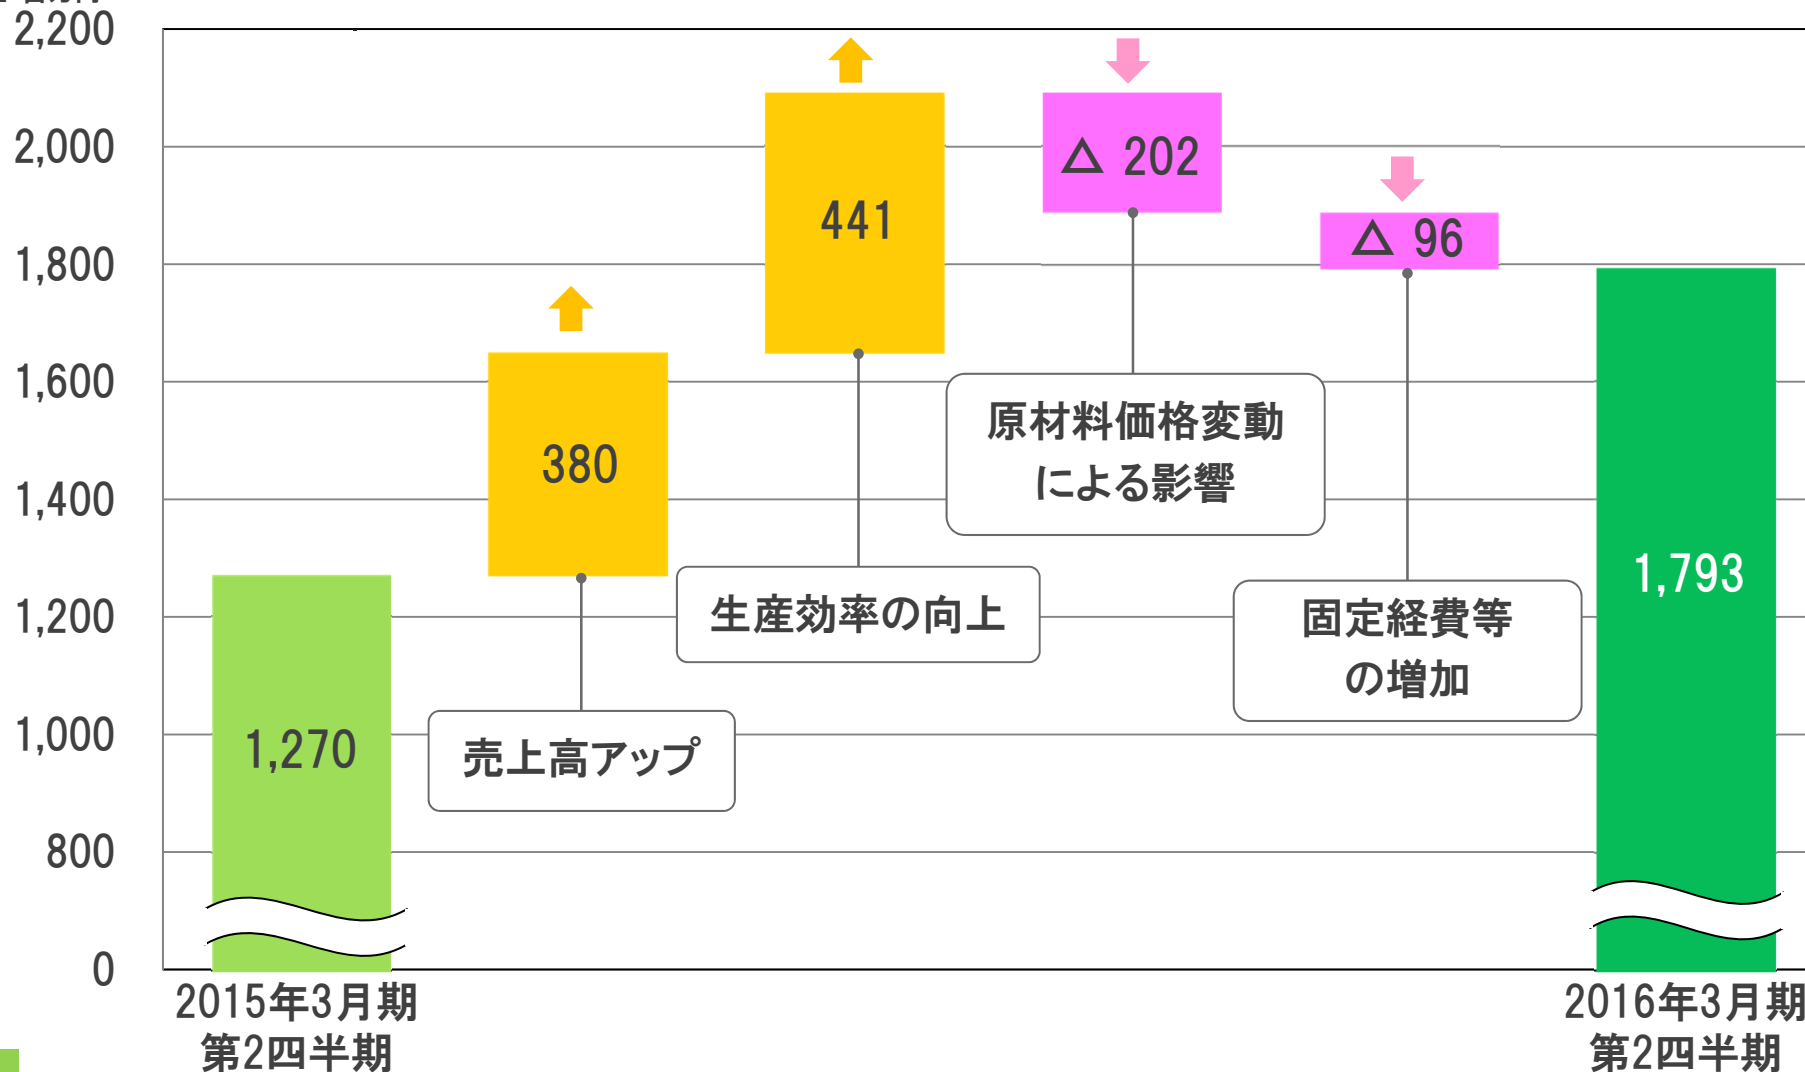 2,200
2,000
1,800
1,600
1,400
1,200
1,000
800
0
441
△ 202
△ 96
380
1,270
1,793
原材料価格変動
による影響
生産効率の向上
固定経費等
の増加
売上高アップ
2015年3月期
第2四半期
2016年3月期
第2四半期